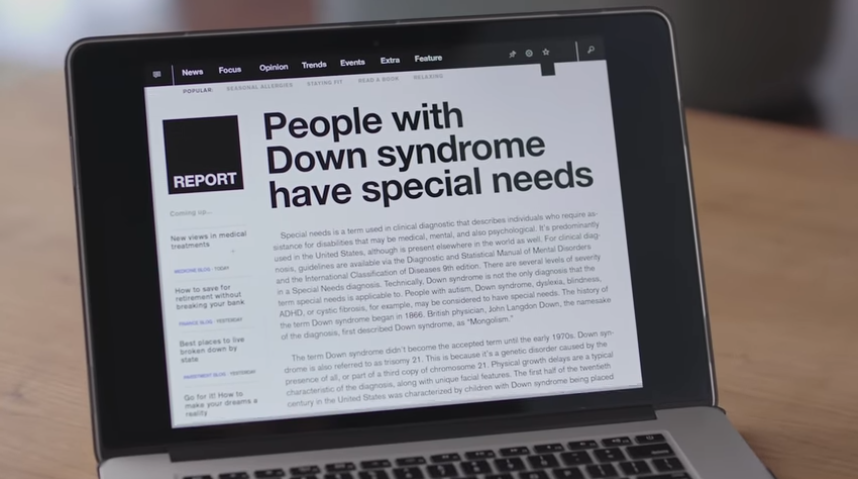 News Focus Opinion Trends Events Extra Feature
POPULAR: SEASONAL ALLERGIES STAYING FIT READ A BOOK RELAXING
REPORT
People with
Down syndrome
have special needs
Coming up...
New views in medical
treatments
MEDICINE BLOG - TODAY
How to save for
retirement without
breaking your bank
FINANCE BLOG - YESTERDAY
Best places to live
broken down by
state
INVESTMENT BLOG - YESTERDAY
Go for it! How to
make your dreams a
reality
Special needs is a term used in clinical diagnostic that describes individuals who require as-
sistance for disabilities that may be medical, mental, and also psychological. It's predominantly
used in the United States, although is present elsewhere in the world as well. For clinical diag-
nosis, guidelines are available via the Diagnostic and Statistical Manual of Mental Disorders
and the International Classification of Diseases 9th edition. There are several levels of severity
in a Special Needs diagnosis. Technically, Down syndrome is not the only diagnosis that the
term special needs is applicable to. People with autism, Down syndrome, dyslexia, blindness,
ADHD, or cystic fibrosis, for example, may be considered to have special needs. The history of
the term Down syndrome began in 1866. British physician, John Langdon Down, the namesake
of the diagnosis, first described Down syndrome, as "Mongolism."
The term Down syndrome didn't become the accepted term until the early 1970s. Down syn-
drome is also referred to as trisomy 21. This is because it's a genetic disorder caused by the
presence of all, or part of a third copy of chromosome 21. Physical growth delays are a typical
characteristic of the diagnosis, along with unique facial features. The first half of the twentieth
century in the United States was characterized by children with Down syndrome being placed